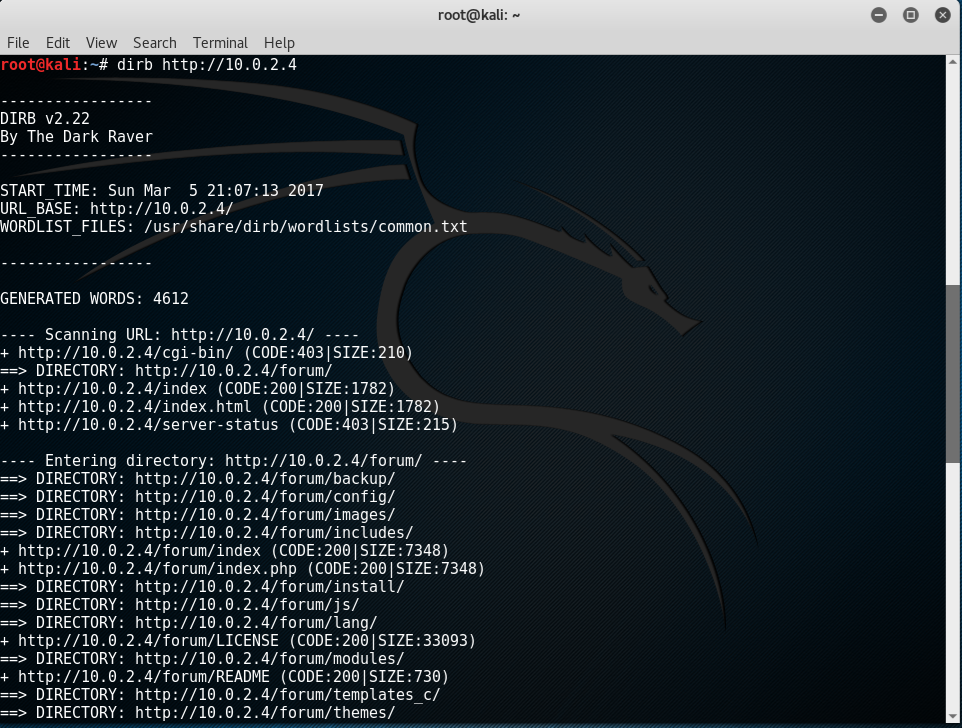 root@kali: ~
File Edit View Search Terminal Help
root@kali:~# dirb http://10.0.2.4
-----------------
DIRB v2.22
By The Dark Raver
-----------------
START_TIME: Sun Mar  5 21:07:13 2017
URL_BASE: http://10.0.2.4/
WORDLIST_FILES: /usr/share/dirb/wordlists/common.txt
-----------------
GENERATED WORDS: 4612
---- Scanning URL: http://10.0.2.4/ ----
+ http://10.0.2.4/cgi-bin/ (CODE:403|SIZE:210)
==> DIRECTORY: http://10.0.2.4/forum/
+ http://10.0.2.4/index (CODE:200|SIZE:1782)
+ http://10.0.2.4/index.html (CODE:200|SIZE:1782)
+ http://10.0.2.4/server-status (CODE:403|SIZE:215)
---- Entering directory: http://10.0.2.4/forum/ ----
==> DIRECTORY: http://10.0.2.4/forum/backup/
==> DIRECTORY: http://10.0.2.4/forum/config/
==> DIRECTORY: http://10.0.2.4/forum/images/
==> DIRECTORY: http://10.0.2.4/forum/includes/
+ http://10.0.2.4/forum/index (CODE:200|SIZE:7348)
+ http://10.0.2.4/forum/index.php (CODE:200|SIZE:7348)
==> DIRECTORY: http://10.0.2.4/forum/install/
==> DIRECTORY: http://10.0.2.4/forum/js/
==> DIRECTORY: http://10.0.2.4/forum/lang/
+ http://10.0.2.4/forum/LICENSE (CODE:200|SIZE:33093)
==> DIRECTORY: http://10.0.2.4/forum/modules/
+ http://10.0.2.4/forum/README (CODE:200|SIZE:730)
==> DIRECTORY: http://10.0.2.4/forum/templates_c/
==> DIRECTORY: http://10.0.2.4/forum/themes/